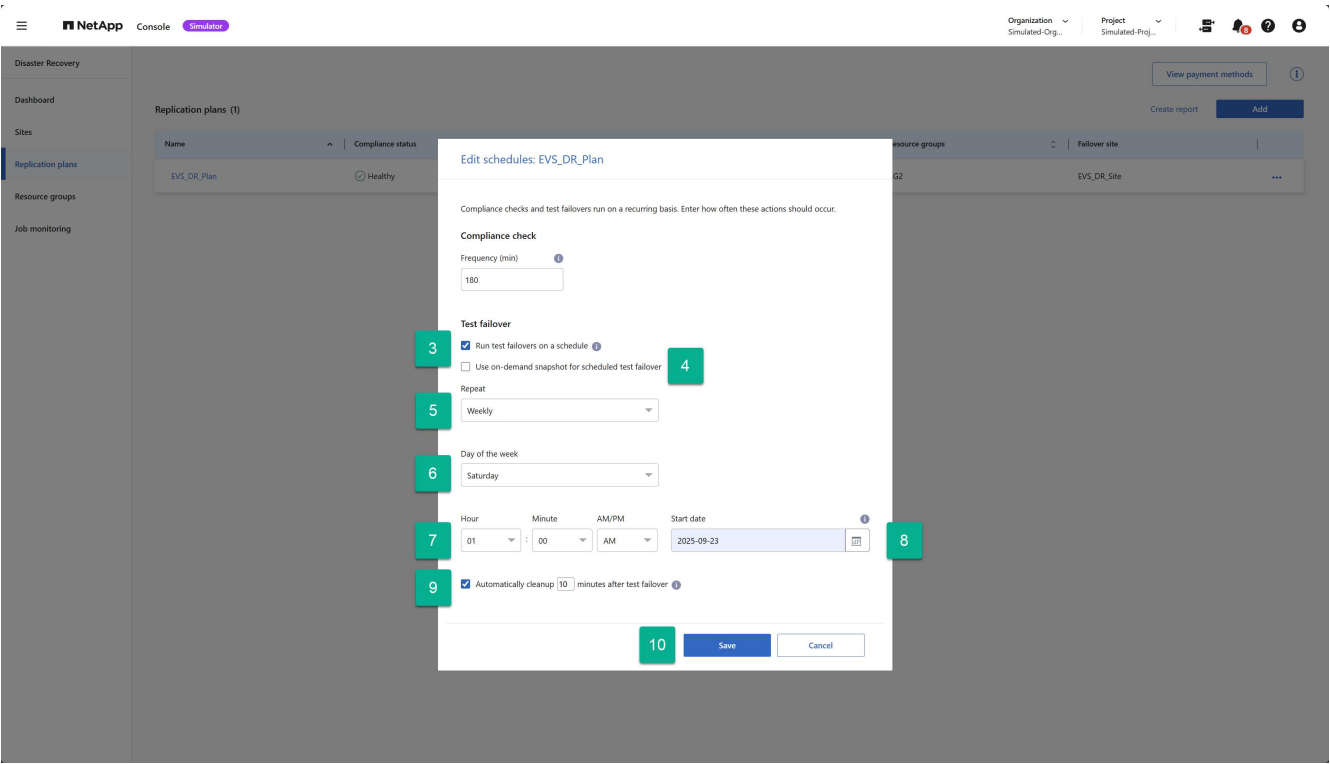 NetApp Console Simulator
Organization
Simulated-Org...
Project
Simulated-Proj...
8
Disaster Recovery
Dashboard
Sites
Replication plans
Resource groups
Job monitoring
View payment methods
Replication plans (1)
Create report
Add
Name
Compliance status
esource groups
Failover site
EVS_DR_Plan
Healthy
G2
EVS_DR_Site
Edit schedules: EVS_DR_Plan
Compliance checks and test failovers run on a recurring basis. Enter how often these actions should occur.
Compliance check
Frequency (min)
180
Test failover
3
Run test failovers on a schedule
Use on-demand snapshot for scheduled test failover
4
Repeat
5
Weekly
Day of the week
6
Saturday
Hour Minute AM/PM Start date
7
01 : 00 AM 2025-09-23
8
9
Automatically cleanup 10 minutes after test failover
10
Save
Cancel